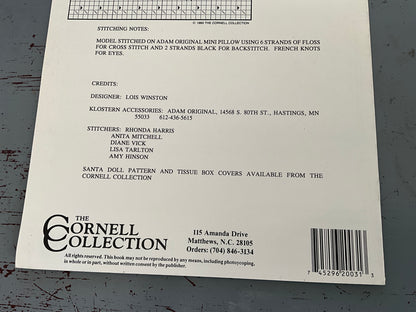 © 1990 THE CORNELL COLLECTION
STITCHING NOTES:
MODEL STITCHED ON ADAM ORIGINAL MINI PILLOW USING 6 STRANDS OF FLOSS
FOR CROSS STITCH AND 2 STRANDS BLACK FOR BACKSTITCH. FRENCH KNOTS
FOR EYES.
CREDITS:
DESIGNER: LOIS WINSTON
KLOSTERN ACCESSORIES: ADAM ORIGINAL, 14568 S. 80TH ST., HASTINGS, MN
55033 612-436-5615
STITCHERS: RHONDA HARRIS
ANITA MITCHELL
DIANE VICK
LISA TARLTON
AMY HINSON
SANTA DOLL PATTERN AND TISSUE BOX COVERS AVAILABLE FROM THE
CORNELL COLLECTION
THE
CORNELL
COLLECTION
115 Amanda Drive
Matthews, N.C. 28105
Orders: (704) 846-3134
All rights reserved. This book may not be reproduced by any means, including photocopying,
in whole or in part, without written consent by the publisher.
7 45296 20031 3